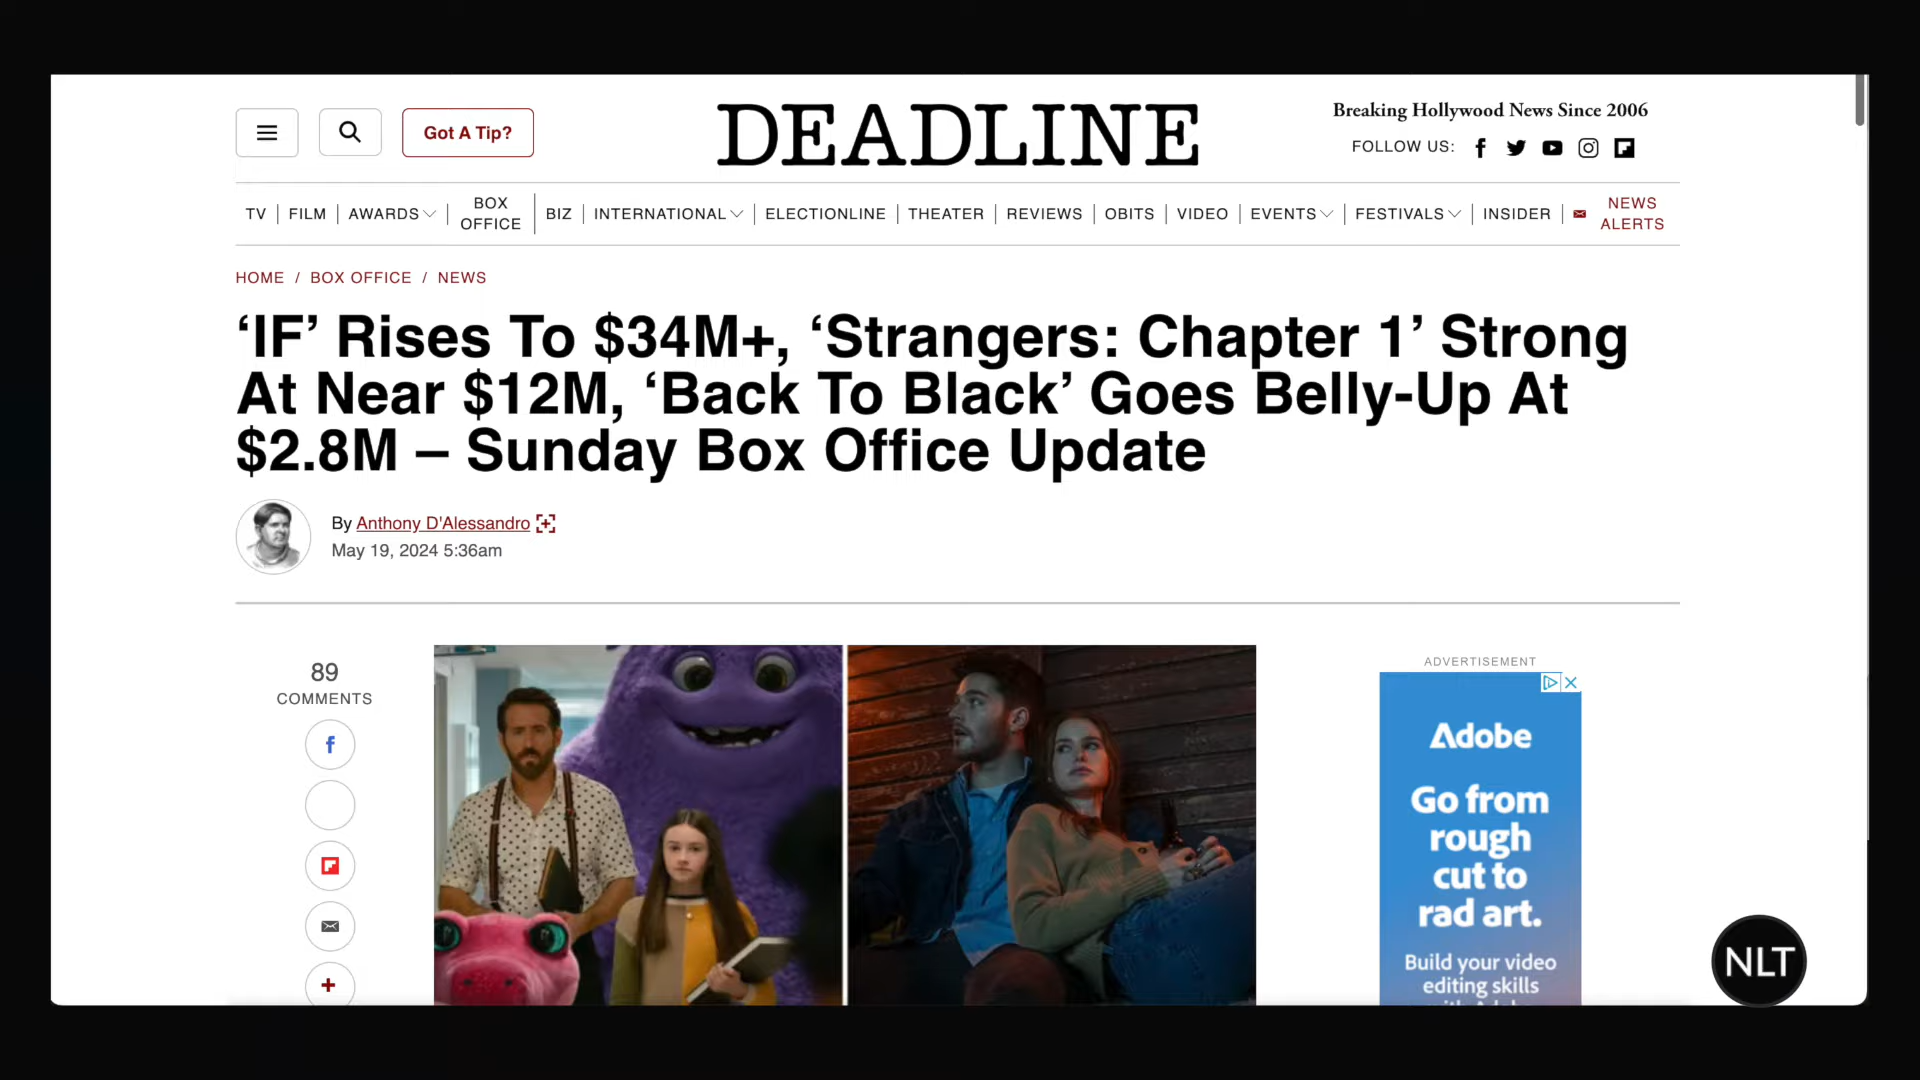 Got A Tip?
DEADLINE
Breaking Hollywood News Since 2006
FOLLOW US:
TV
FILM
AWARDS
BOX
OFFICE
BIZ
INTERNATIONAL
ELECTIONLINE
THEATER
REVIEWS
OBITS
VIDEO
EVENTS
FESTIVALS
INSIDER
NEWS
ALERTS
HOME / BOX OFFICE / NEWS
‘IF’ Rises To $34M+, ‘Strangers: Chapter 1’ Strong
At Near $12M, ‘Back To Black’ Goes Belly-Up At
$2.8M – Sunday Box Office Update
By Anthony D'Alessandro
May 19, 2024 5:36am
89
COMMENTS
ADVERTISEMENT
Adobe
Go from
rough
cut to
rad art.
Build your video
editing skills
NLT